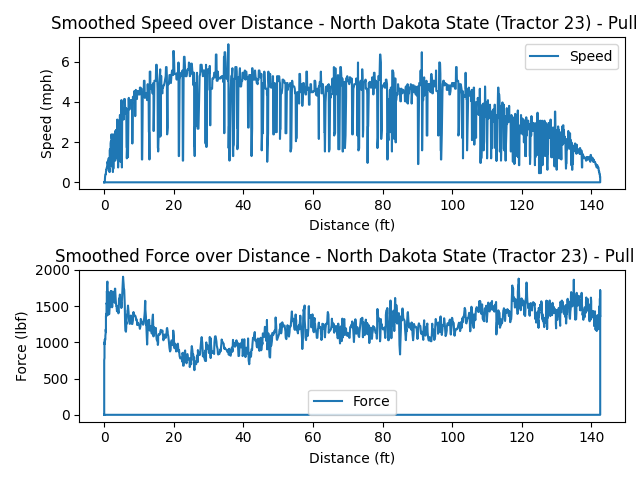 Smoothed Speed over Distance - North Dakota State (Tractor 23) - Pull
Speed (mph)
6
4
2
0
Speed
0 20 40 60 80 100 120 140
Distance (ft)
Smoothed Force over Distance - North Dakota State (Tractor 23) - Pull
Force (lbf)
2000
1500
1000
500
0
Force
0 20 40 60 80 100 120 140
Distance (ft)